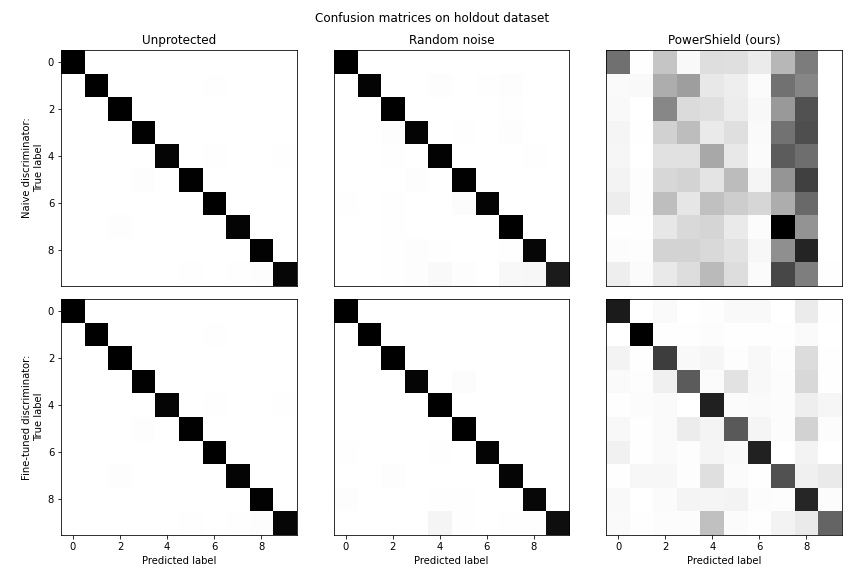 Confusion matrices on holdout dataset
Unprotected
Random noise
PowerShield (ours)
Naive discriminator:
True label
0
2
4
6
8
Fine-tuned discriminator:
True label
0
2
4
6
8
0 2 4 6 8
0 2 4 6 8
0 2 4 6 8
Predicted label
Predicted label
Predicted label